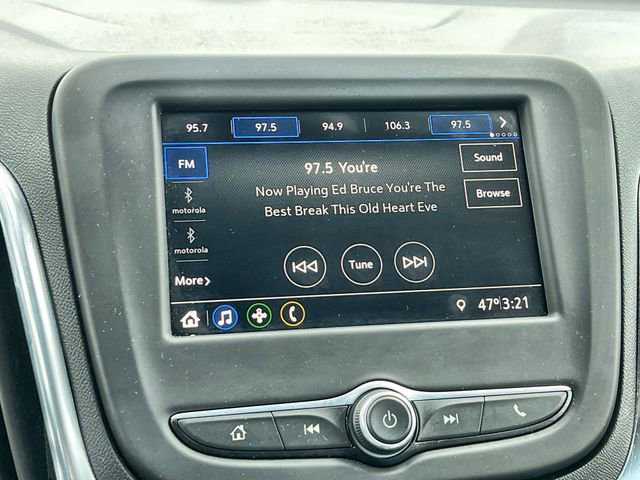 95.7 97.5 94.9 106.3 97.5
FM
97.5 You're
Sound
Now Playing Ed Bruce You're The
Best Break This Old Heart Eve
Browse
motorola
motorola
Tune
More
47° 3:21